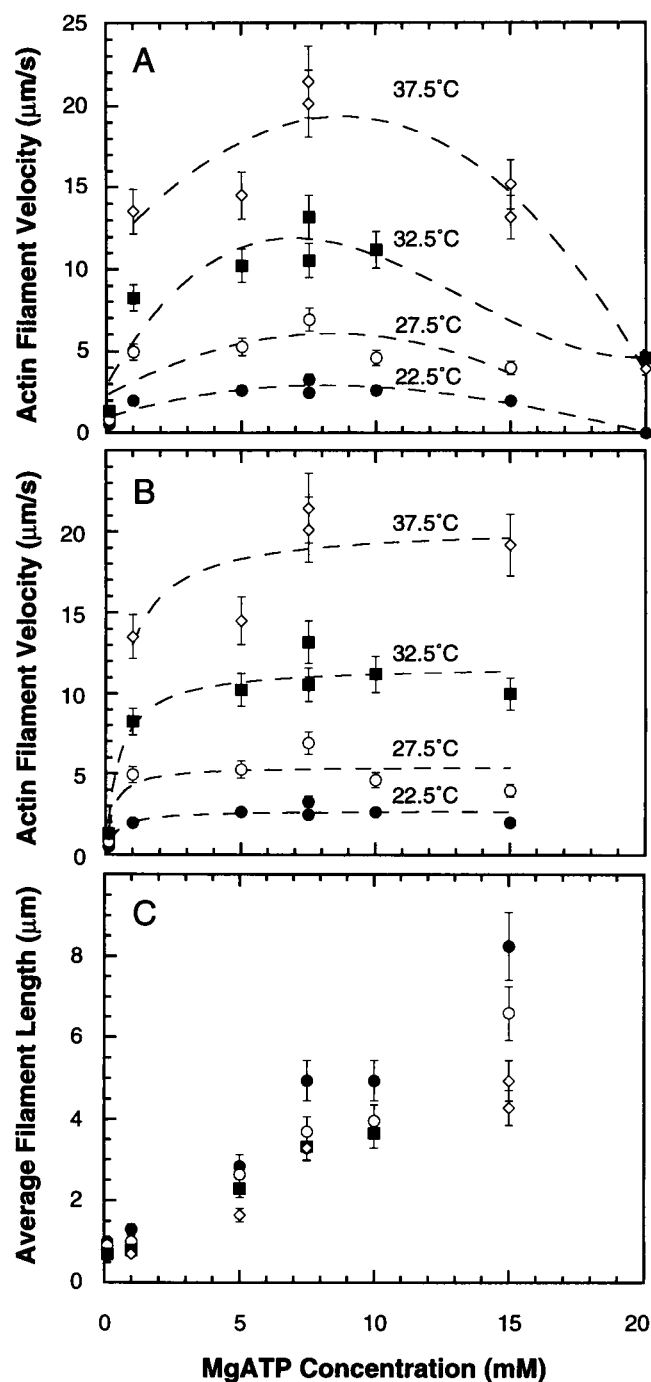 A
Actin Filament Velocity (μm/s)
25
20
15
10
5
0
37.5°C
32.5°C
27.5°C
22.5°C
B
Actin Filament Velocity (μm/s)
20
15
10
5
0
37.5°C
32.5°C
27.5°C
22.5°C
C
Average Filament Length (μm)
8
6
4
2
0
0 5 10 15 20
MgATP Concentration (mM)